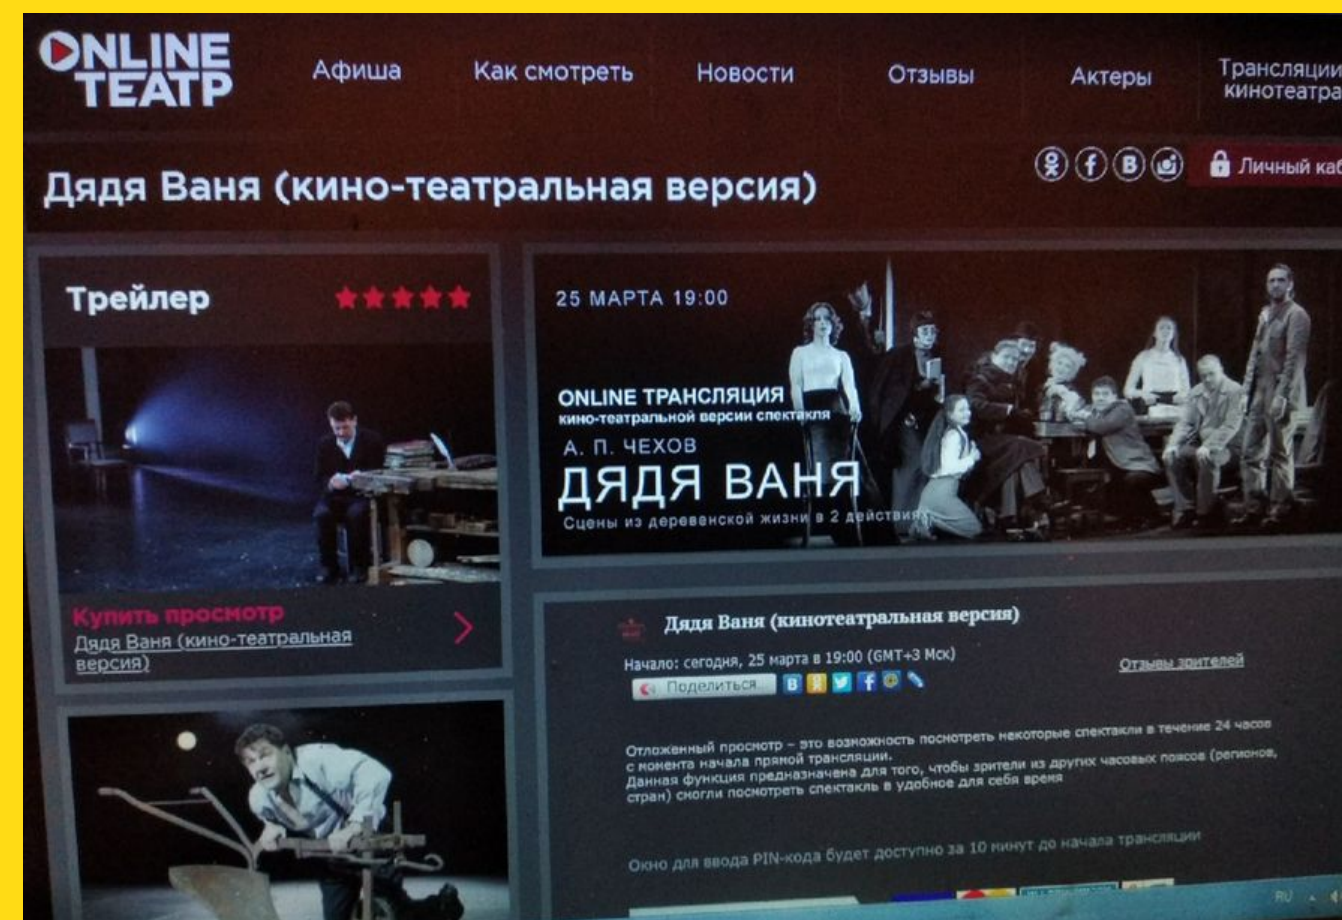 ONLINE
ТЕАТР
Афиша
Как смотреть
Новости
Отзывы
Актеры
Трансляции
кинотеатра
Дядя Ваня (кино-театральная версия)
Личный каб
Трейлер
25 МАРТА 19:00
ONLINE ТРАНСЛЯЦИЯ
кино-театральной версии спектакля
А. П. ЧЕХОВ
ДЯДЯ ВАНЯ
Сцены из деревенской жизни в 2 действиях
Купить просмотр
Дядя Ваня (кино-театральная
версия)
Дядя Ваня (кинотеатральная версия)
Начало: сегодня, 25 марта в 19:00 (GMT+3 Мск)
Отзывы зрителей
Поделиться
Отложенный просмотр – это возможность посмотреть некоторые спектакли в течение 24 часов
с момента начала прямой трансляции.
Данная функция предназначена для того, чтобы зрители из других часовых поясов (регионов,
стран) смогли посмотреть спектакль в удобное для себя время
Окно для ввода PIN-кода будет доступно за 10 минут до начала трансляции
RU